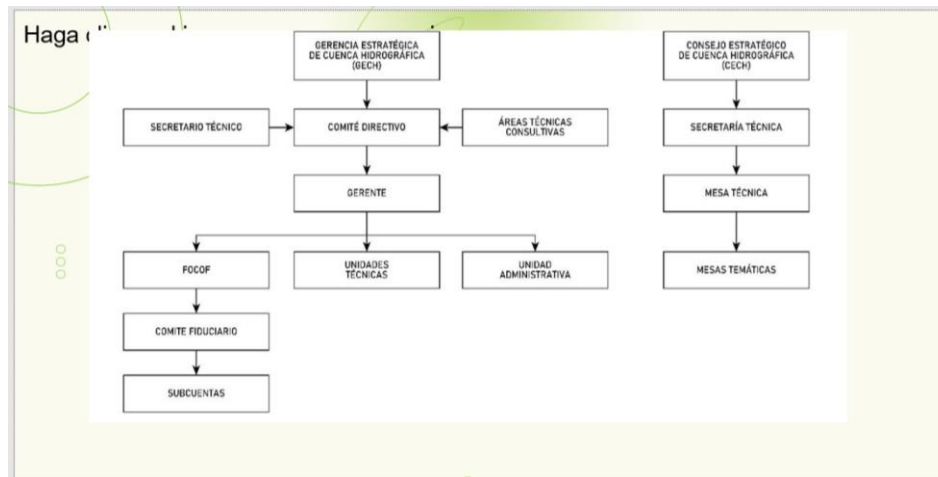 Haga
GERENCIA ESTRATÉGICA
DE CUENCA HIDROGRÁFICA
(GECH)
CONSEJO ESTRATÉGICO
DE CUENCA HIDROGRÁFICA
(CECH)
SECRETARIO TÉCNICO
COMITÉ DIRECTIVO
ÁREAS TÉCNICAS
CONSULTIVAS
SECRETARÍA TÉCNICA
GERENTE
MESA TÉCNICA
FOCOF
UNIDADES
TÉCNICAS
UNIDAD
ADMINISTRATIVA
MESAS TEMÁTICAS
COMITE FIDUCIARIO
SUBCUENTAS